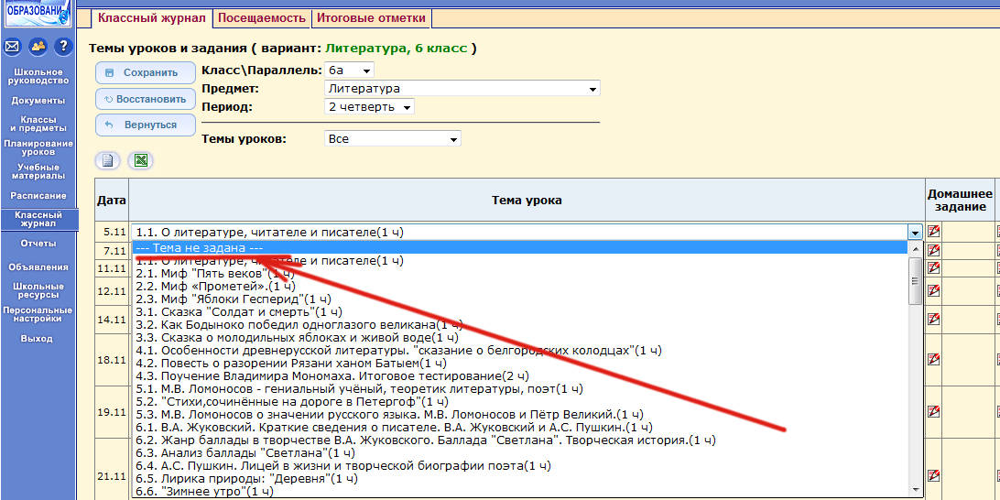 ОБРАЗОВАНИ
Классный журнал
Посещаемость
Итоговые отметки
Темы уроков и задания ( вариант: Литература, 6 класс )
Сохранить
Класс\Параллель: 6а
Восстановить
Предмет: Литература
Период: 2 четверть
Вернуться
Темы уроков: Все
?
Школьное
руководство
Документы
Классы
и предметы
Планирование
уроков
Учебные
материалы
Расписание
Классный
журнал
Отчеты
Объявления
Школьные
ресурсы
Персональные
настройки
Выход
Дата
Тема урока
Домашнее
задание
5.11
7.11
11.11
12.11
14.11
18.11
19.11
21.11
1.1. О литературе, читателе и писателе(1 ч)
--- Тема не задана ---
1.1. О литературе, читателе и писателе(1 ч)
2.1. Миф "Пять веков"(1 ч)
2.2. Миф «Прометей».(1 ч)
2.3. Миф "Яблоки Гесперид"(1 ч)
3.1. Сказка "Солдат и смерть"(1 ч)
3.2. Как Бодыноко победил одноглазого великана(1 ч)
3.3. Сказка о молодильных яблоках и живой воде(1 ч)
4.1. Особенности древнерусской литературы. "сказание о белгородских колодцах"(1 ч)
4.2. Повесть о разорении Рязани ханом Батыем(1 ч)
4.3. Поучение Владимира Мономаха. Итоговое тестирование(2 ч)
5.1. М.В. Ломоносов - гениальный учёный, теоретик литературы, поэт(1 ч)
5.2. "Стихи,сочинённые на дороге в Петергоф"(1 ч)
5.3. М.В. Ломоносов о значении русского языка. М.В. Ломоносов и Пётр Великий.(1 ч)
6.1. В.А. Жуковский. Краткие сведения о писателе. В.А. Жуковский и А.С. Пушкин.(1 ч)
6.2. Жанр баллады в творчестве В.А. Жуковского. Баллада "Светлана". Творческая история.(1 ч)
6.3. Анализ баллады "Светлана"(1 ч)
6.4. А.С. Пушкин. Лицей в жизни и творческой биографии поэта(1 ч)
6.5. Лирика природы: "Деревня"(1 ч)
6.6. "Зимнее утро"(1 ч)